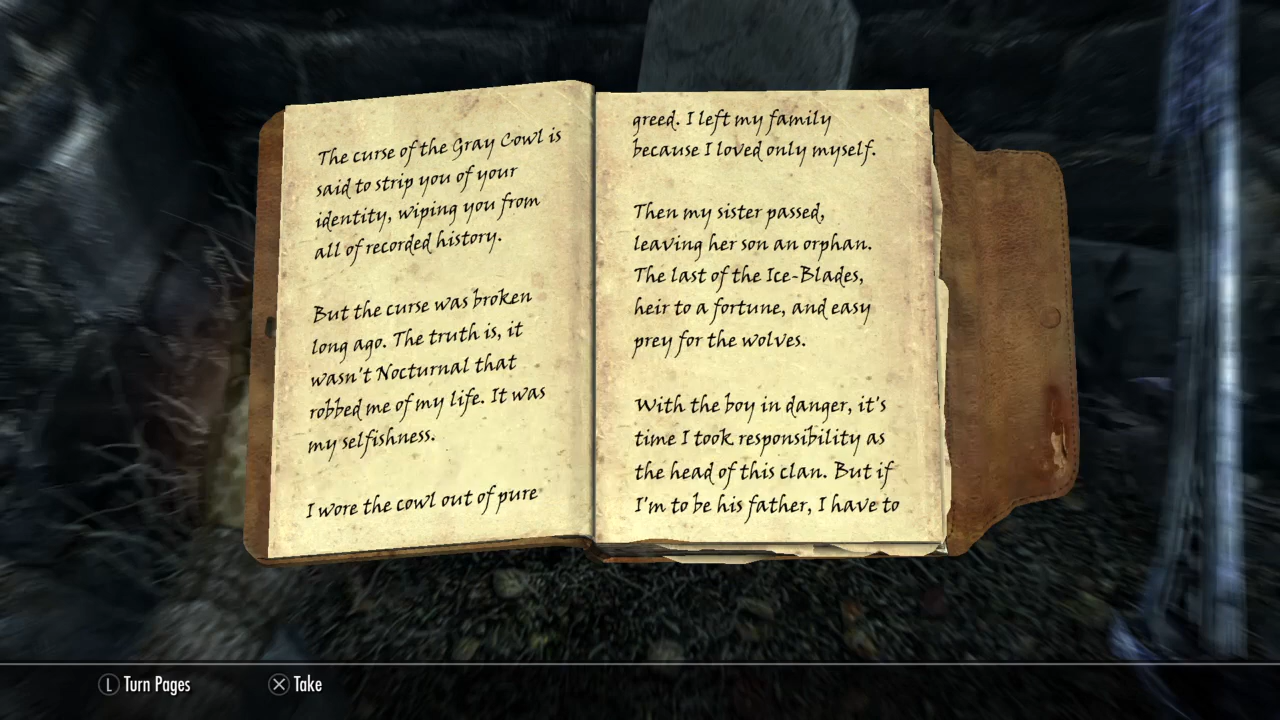 The curse of the Gray Cowl is
said to strip you of your
identity, wiping you from
all of recorded history.
But the curse was broken
long ago. The truth is, it
wasn't Nocturnal that
robbed me of my life. It was
my selfishness.
I wore the cowl out of pure
greed. I left my family
because I loved only myself.
Then my sister passed,
leaving her son an orphan.
The last of the Ice-Blades,
heir to a fortune, and easy
prey for the wolves.
With the boy in danger, it's
time I took responsibility as
the head of this clan. But if
I'm to be his father, I have to
L Turn Pages
X Take